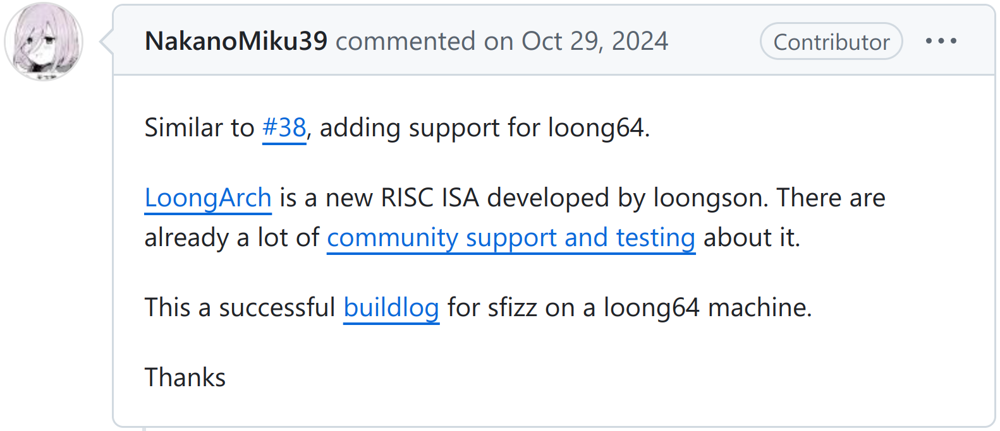 NakanoMiku39 commented on Oct 29, 2024
Contributor
Similar to #38, adding support for loong64.
LoongArch is a new RISC ISA developed by loongson. There are
already a lot of community support and testing about it.
This a successful buildlog for sfizz on a loong64 machine.
Thanks